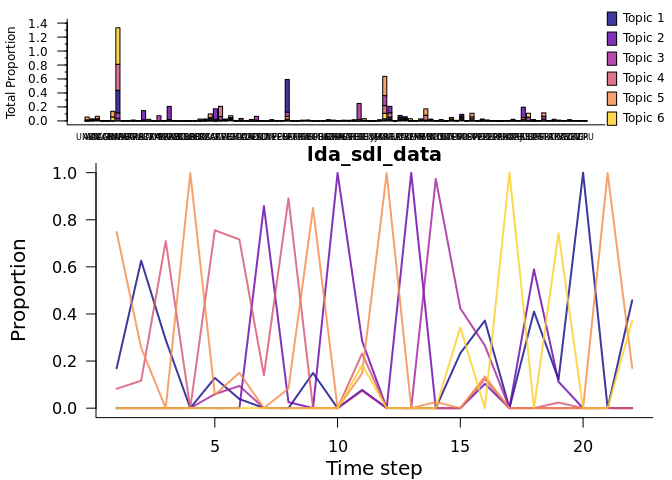 Total Proportion
1.4
1.2
1.0
0.8
0.6
0.4
0.2
0.0
Topic 1
Topic 2
Topic 3
Topic 4
Topic 5
Topic 6
lda_sdl_data
Proportion
1.0
0.8
0.6
0.4
0.2
0.0
5
10
15
20
Time step